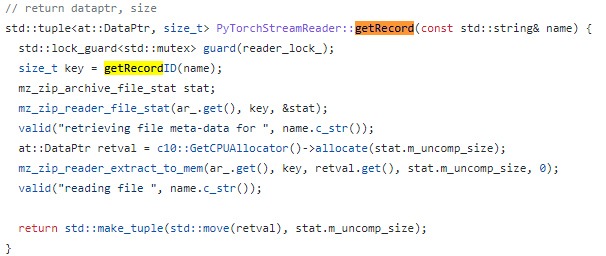 // return dataptr, size
std::tuple<at::DataPtr, size_t> PyTorchStreamReader::getRecord(const std::string& name) {
  std::lock_guard<std::mutex> guard(reader_lock_);
  size_t key = getRecordID(name);
  mz_zip_archive_file_stat stat;
  mz_zip_reader_file_stat(ar_.get(), key, &stat);
  valid("retrieving file meta-data for ", name.c_str());
  at::DataPtr retval = c10::GetCPUAllocator()->allocate(stat.m_uncomp_size);
  mz_zip_reader_extract_to_mem(ar_.get(), key, retval.get(), stat.m_uncomp_size, 0);
  valid("reading file ", name.c_str());

  return std::make_tuple(std::move(retval), stat.m_uncomp_size);
}